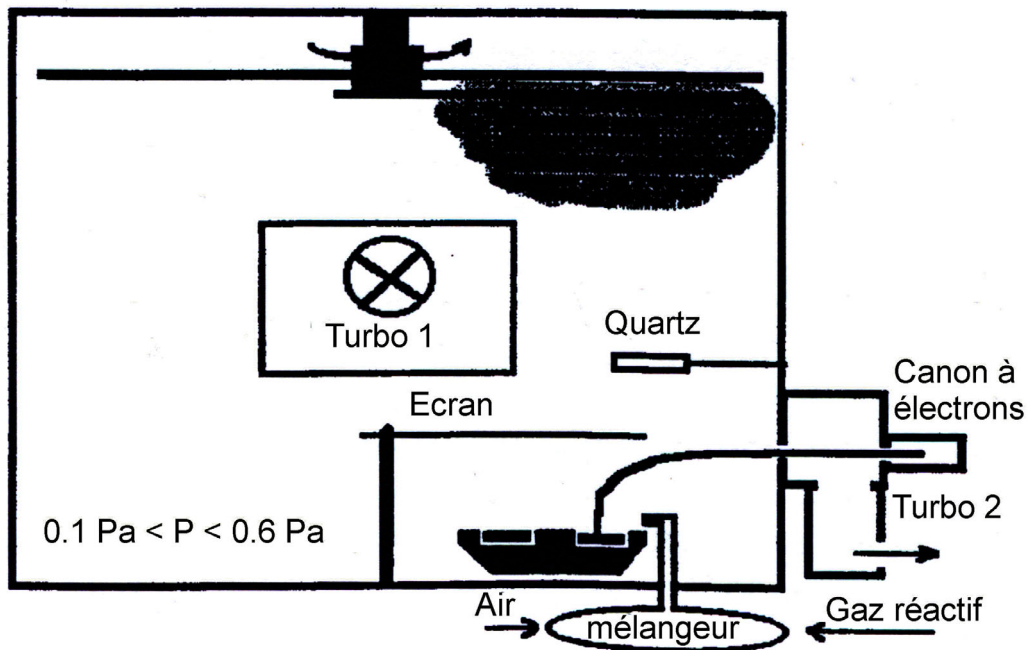 Turbo 1
Quartz
Canon à
électrons
Ecran
Turbo 2
0.1 Pa < P < 0.6 Pa
Air
mélangeur
Gaz réactif